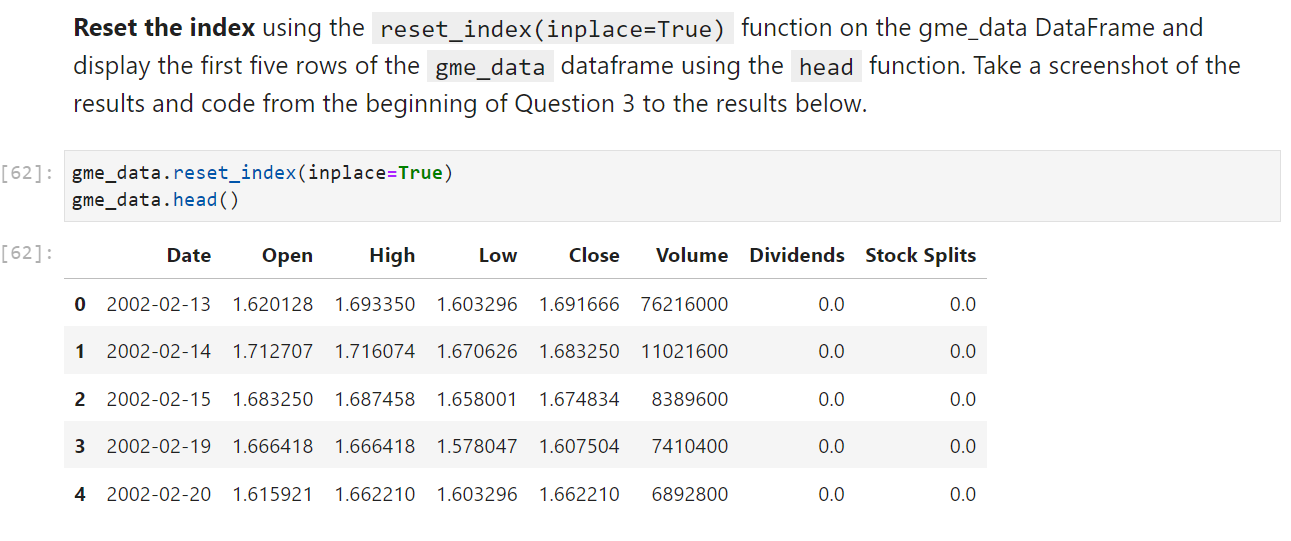 Reset the index using the reset_index(inplace=True) function on the gme_data DataFrame and
display the first five rows of the gme_data dataframe using the head function. Take a screenshot of the
results and code from the beginning of Question 3 to the results below.
[62]: gme_data.reset_index(inplace=True)
gme_data.head()
[62]: Date Open High Low Close Volume Dividends Stock Splits
0 2002-02-13 1.620128 1.693350 1.603296 1.691666 76216000 0.0 0.0
1 2002-02-14 1.712707 1.716074 1.670626 1.683250 11021600 0.0 0.0
2 2002-02-15 1.683250 1.687458 1.658001 1.674834 8389600 0.0 0.0
3 2002-02-19 1.666418 1.666418 1.578047 1.607504 7410400 0.0 0.0
4 2002-02-20 1.615921 1.662210 1.603296 1.662210 6892800 0.0 0.0